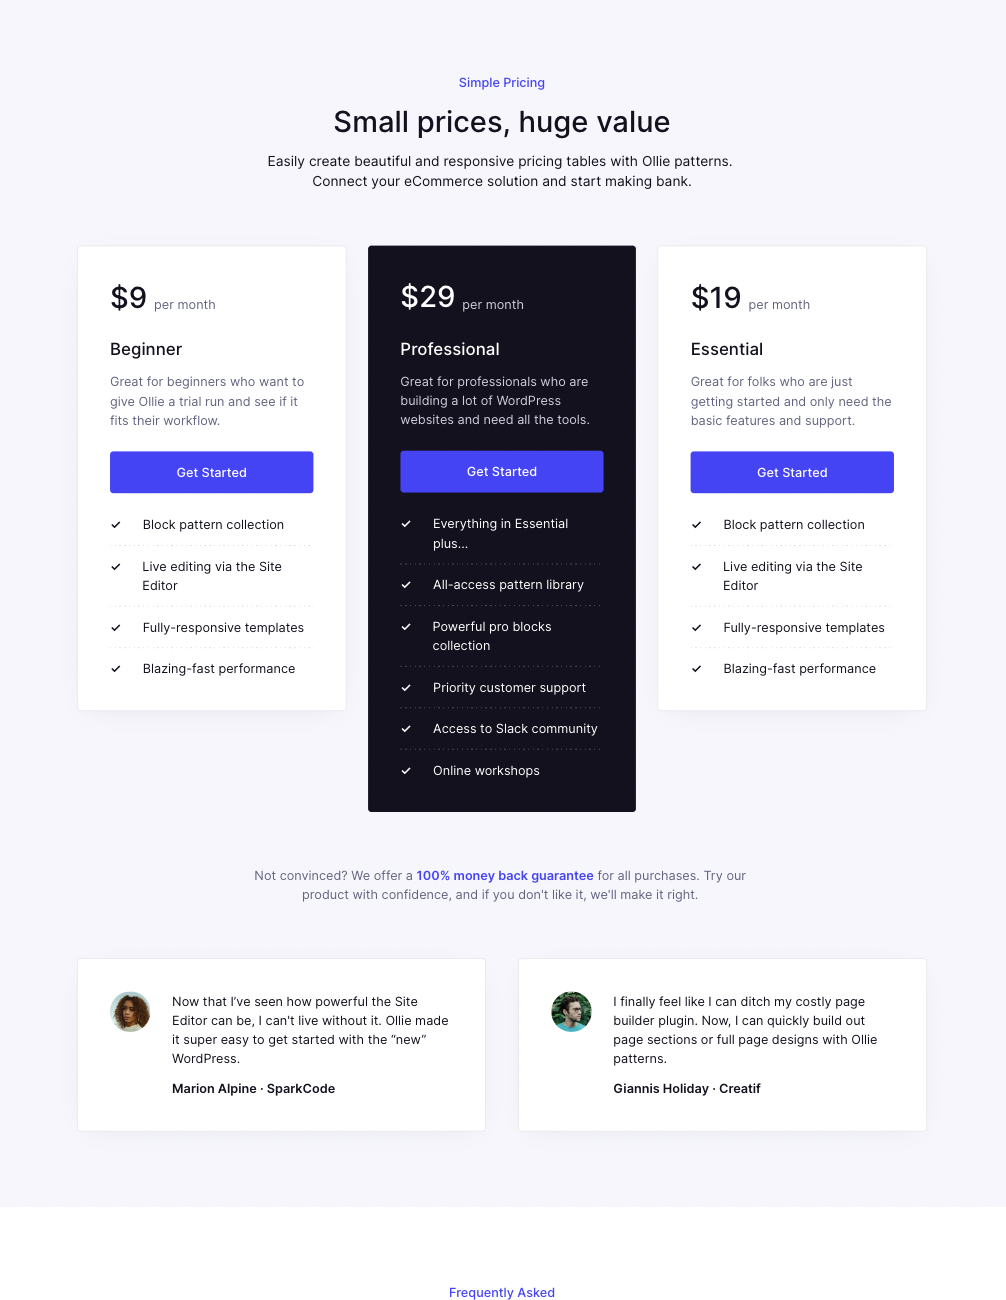 Simple Pricing
Small prices, huge value
Easily create beautiful and responsive pricing tables with Ollie patterns.
Connect your eCommerce solution and start making bank.
$9 per month
Beginner
Great for beginners who want to
give Ollie a trial run and see if it
fits their workflow.
Get Started
Block pattern collection
Live editing via the Site
Editor
Fully-responsive templates
Blazing-fast performance
$29 per month
Professional
Great for professionals who are
building a lot of WordPress
websites and need all the tools.
Get Started
Everything in Essential
plus...
All-access pattern library
Powerful pro blocks
collection
Priority customer support
Access to Slack community
Online workshops
$19 per month
Essential
Great for folks who are just
getting started and only need the
basic features and support.
Get Started
Block pattern collection
Live editing via the Site
Editor
Fully-responsive templates
Blazing-fast performance
Not convinced? We offer a 100% money back guarantee for all purchases. Try our
product with confidence, and if you don't like it, we'll make it right.
Now that I’ve seen how powerful the Site
Editor can be, I can't live without it. Ollie made
it super easy to get started with the “new”
WordPress.
Marion Alpine · SparkCode
I finally feel like I can ditch my costly page
builder plugin. Now, I can quickly build out
page sections or full page designs with Ollie
patterns.
Giannis Holiday · Creatif
Frequently Asked